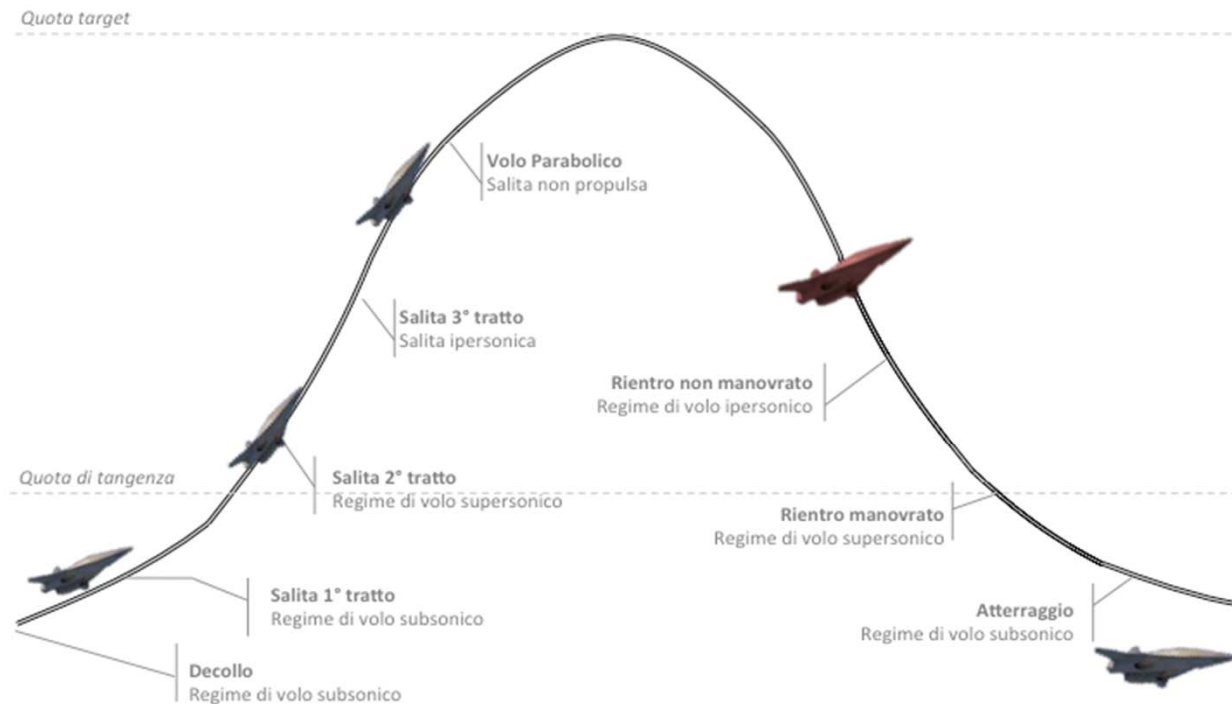 Quota target
Volo Parabolico
Salita non propulsa
Salita 3° tratto
Salita ipersonica
Rientro non manovrato
Regime di volo ipersonico
Quota di tangenza
Salita 2° tratto
Regime di volo supersonico
Rientro manovrato
Regime di volo supersonico
Salita 1° tratto
Regime di volo subsonico
Atterraggio
Regime di volo subsonico
Decollo
Regime di volo subsonico